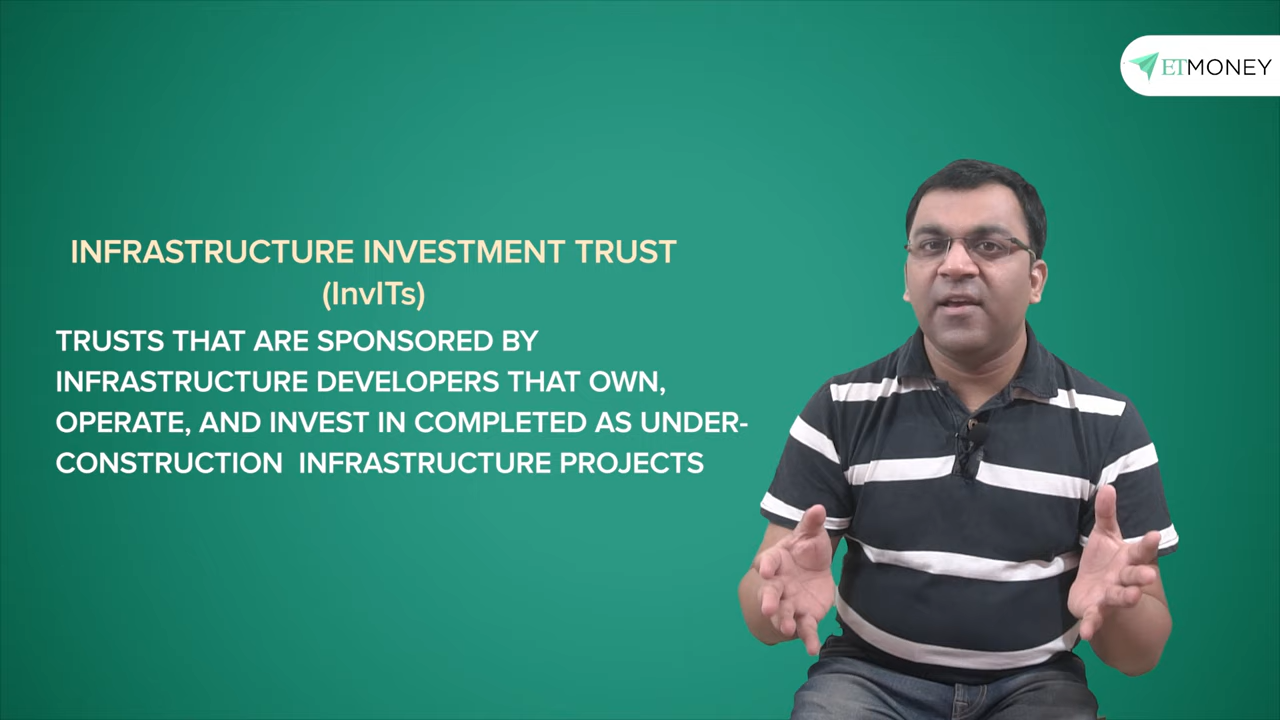 ETMONEY
INFRASTRUCTURE INVESTMENT TRUST
(InvITs)
TRUSTS THAT ARE SPONSORED BY
INFRASTRUCTURE DEVELOPERS THAT OWN,
OPERATE, AND INVEST IN COMPLETED AS UNDER-
CONSTRUCTION INFRASTRUCTURE PROJECTS